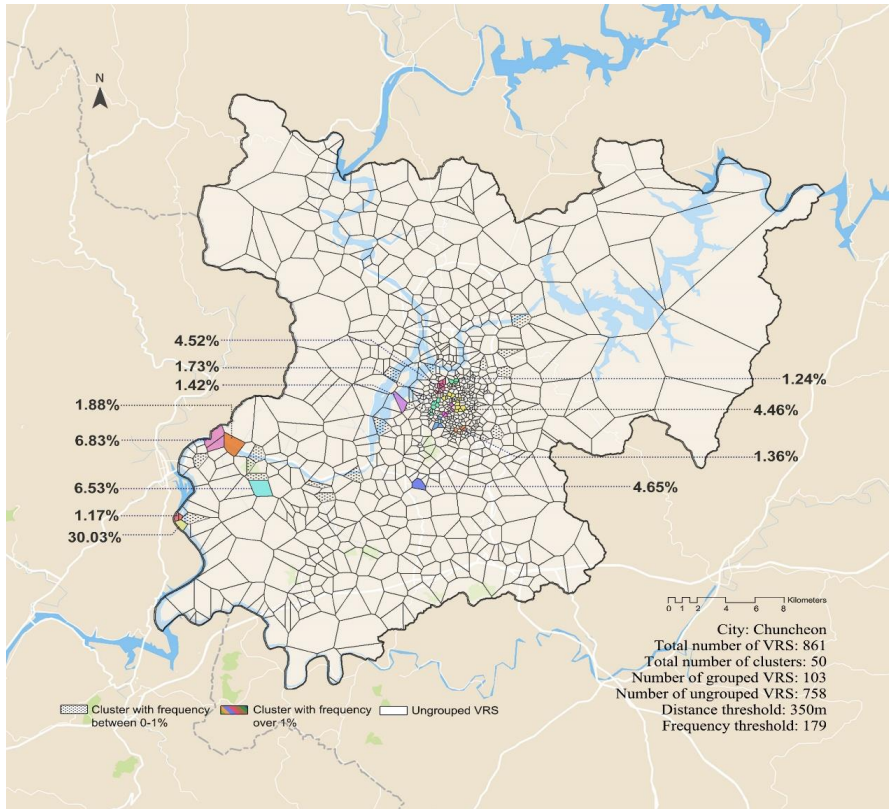 N
4.52%
1.73%
1.42%
1.88%
6.83%
6.53%
1.17%
30.03%
1.24%
4.46%
1.36%
4.65%
0 1 2 4 6 8 Kilometers
City: Chuncheon
Total number of VRS: 861
Total number of clusters: 50
Number of grouped VRS: 103
Number of ungrouped VRS: 758
Distance threshold: 350m
Frequency threshold: 179
Cluster with frequency
between 0-1%
Cluster with frequency
over 1%
Ungrouped VRS